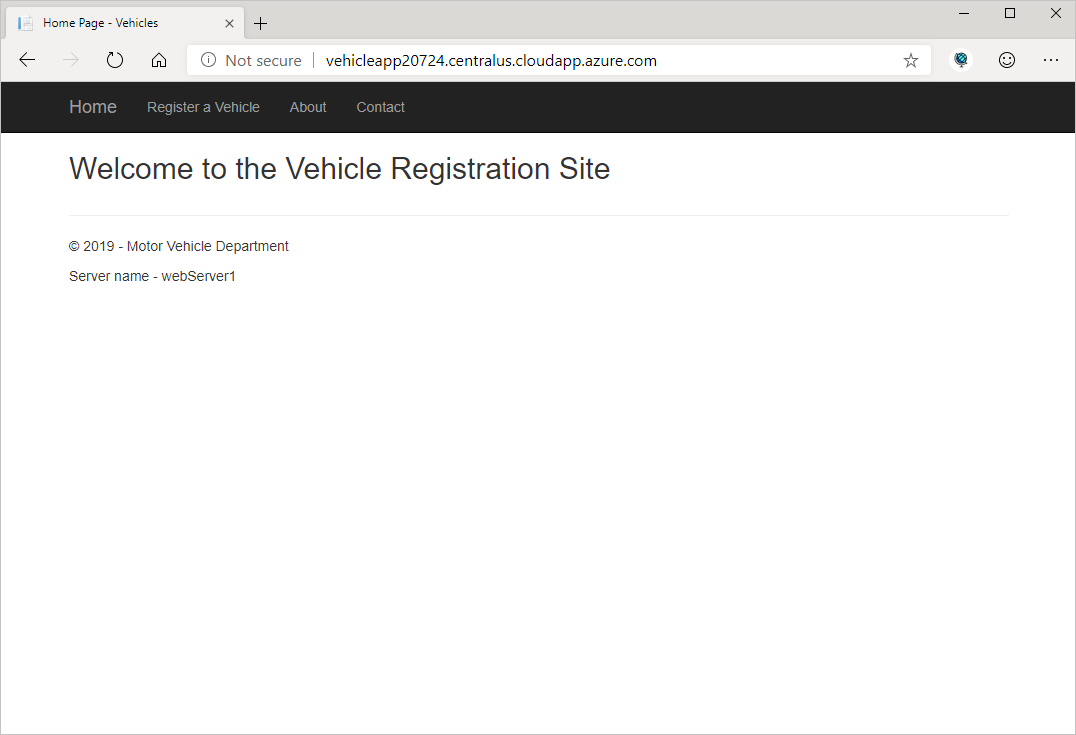 Home Page - Vehicles
Not secure vehicleapp20724.centralus.cloudapp.azure.com
Home Register a Vehicle About Contact
Welcome to the Vehicle Registration Site
© 2019 - Motor Vehicle Department
Server name - webServer1